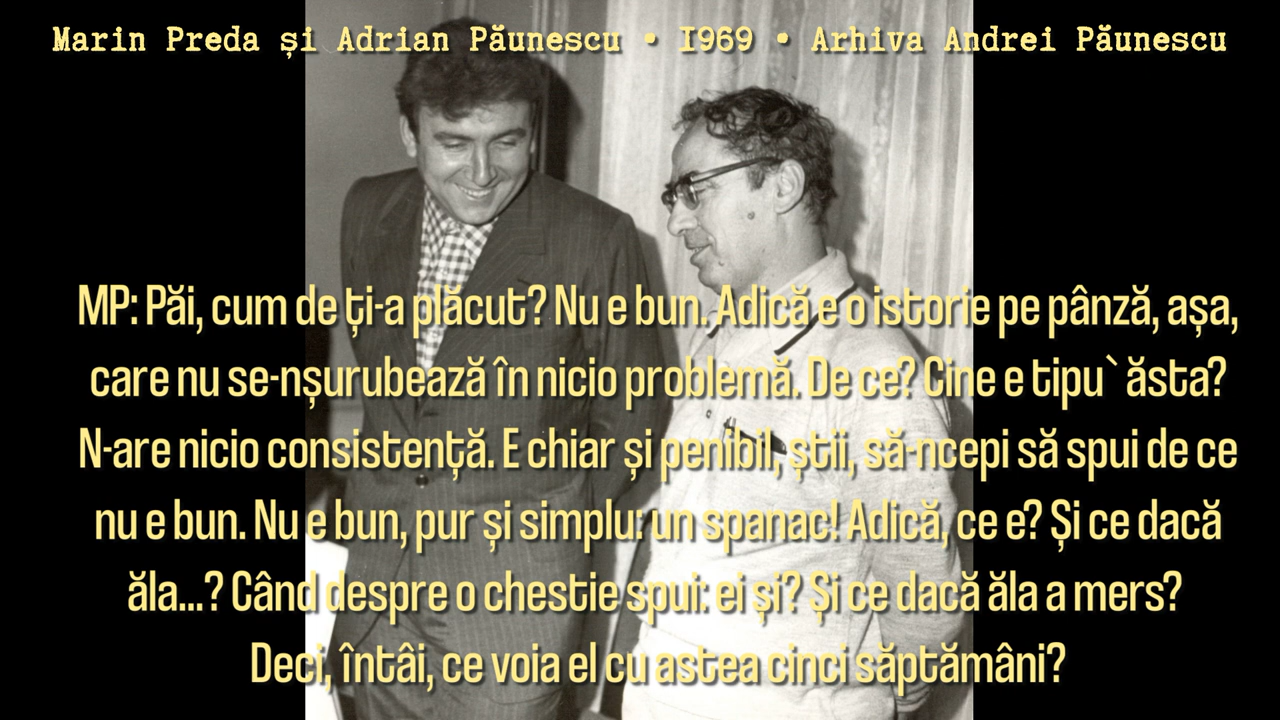 Marin Preda și Adrian Păunescu • 1969 • Arhiva Andrei Păunescu
MP: Păi, cum de ți-a plăcut? Nu e bun. Adică e o istorie pe pânză, așa,
care nu se-nșurubează în nicio problemă. De ce? Cine e tipu` ăsta?
N-are nicio consistență. E chiar și penibil, știi, să-ncepi să spui de ce
nu e bun. Nu e bun, pur și simplu: un spanac! Adică, ce e? Și ce dacă
ăla...? Când despre o chestie spui: ei și? Și ce dacă ăla a mers?
Deci, întâi, ce voia el cu astea cinci săptămâni?